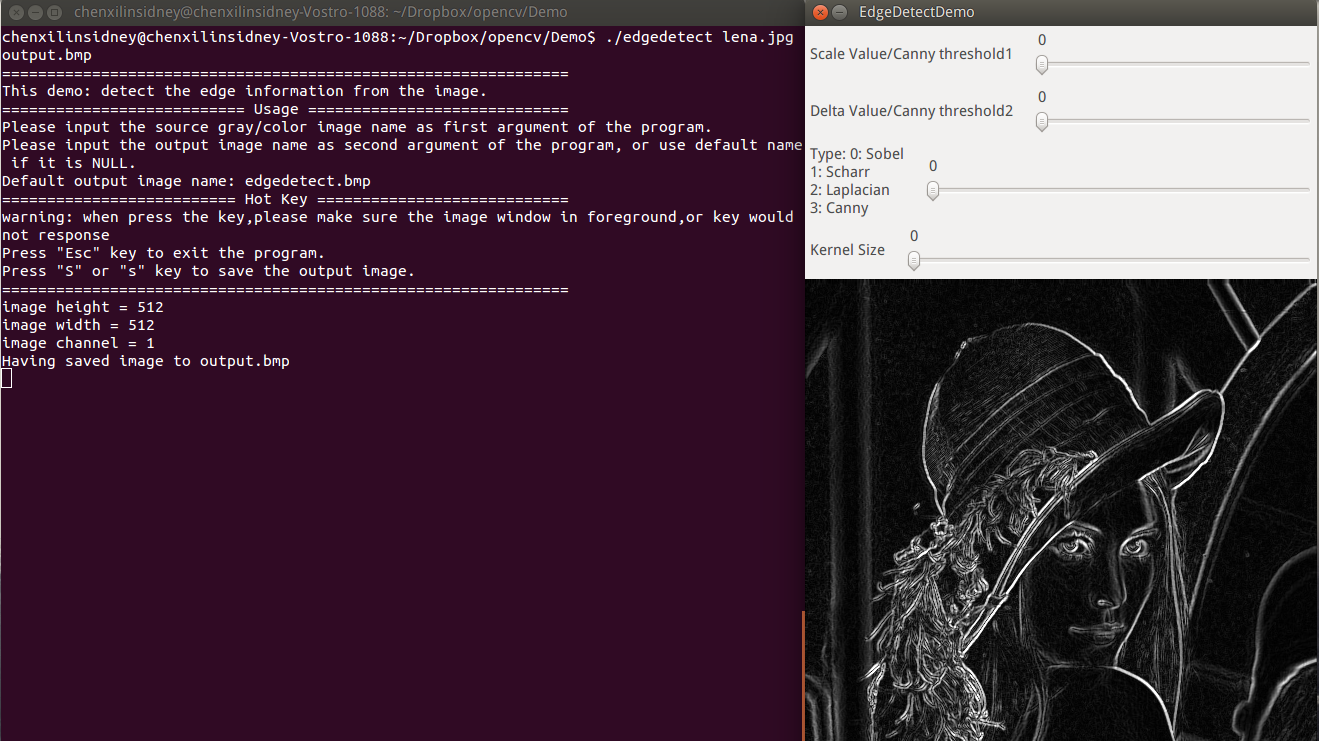 chenxilinsidney@chenxilinsidney-Vostro-1088: ~/Dropbox/opencv/Demo
chenxilinsidney@chenxilinsidney-Vostro-1088:~/Dropbox/opencv/Demo$ ./edgedetect lena.jpg
output.bmp
===============================================================
This demo: detect the edge information from the image.
=========================== Usage =============================
Please input the source gray/color image name as first argument of the program.
Please input the output image name as second argument of the program, or use default name
 if it is NULL.
Default output image name: edgedetect.bmp
========================== Hot Key ============================
warning: when press the key,please make sure the image window in foreground,or key would
not response
Press "Esc" key to exit the program.
Press "S" or "s" key to save the output image.
===============================================================
image height = 512
image width = 512
image channel = 1
Having saved image to output.bmp
EdgeDetectDemo
Scale Value/Canny threshold1 0
Delta Value/Canny threshold2 0
Type: 0: Sobel
1: Scharr 0
2: Laplacian
3: Canny
Kernel Size 0